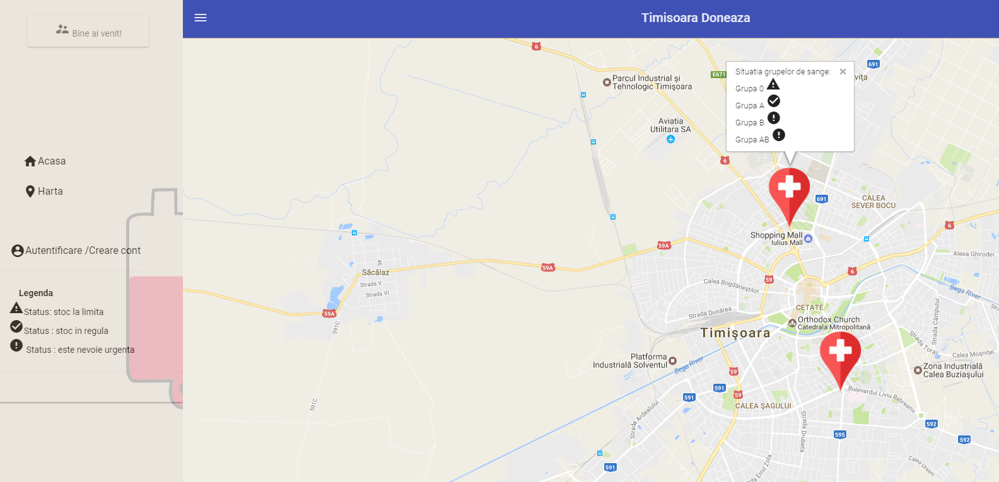 Bine ai venit!
Acasa
Harta
Autentificare /Creare cont
Legenda
Status: stoc la limita
Status : stoc in regula
Status : este nevoie urgenta
Timisoara Doneaza
Situatia grupelor de sange:
Grupa 0
Grupa A
Grupa B
Grupa AB
6
691
E671
Parcul Industrial și
Tehnologic Timișoara
Aviatia
Utilitara SA
6
691
CALEA
SEVER BOCU
6
Shopping Mall
Iulius Mall
59A
Aleea Ghirodei
59A
6
59
46
Săcălaz
Strada V
Strada VI
Calea Bogdăneștilor
Bega River
59A
591C
CETATE
Strada Dunărea
Calea Lipovei
Orthodox Church
Catedrala Mitropolitană
Timișoara
Strada Câmpului
Strada Torac
Calea Moșniței
Platforma
Industrială Solventul
Bega River
59
Zona Industrială
Calea Buziașului
591
591
59
Bulevardul Liviu Rebreanu
591C
CALEA ȘAGULUI
Strada Ardealului
Strada Drubeta
592
595
592
591
Strada Emil Zola
Calea Urseni